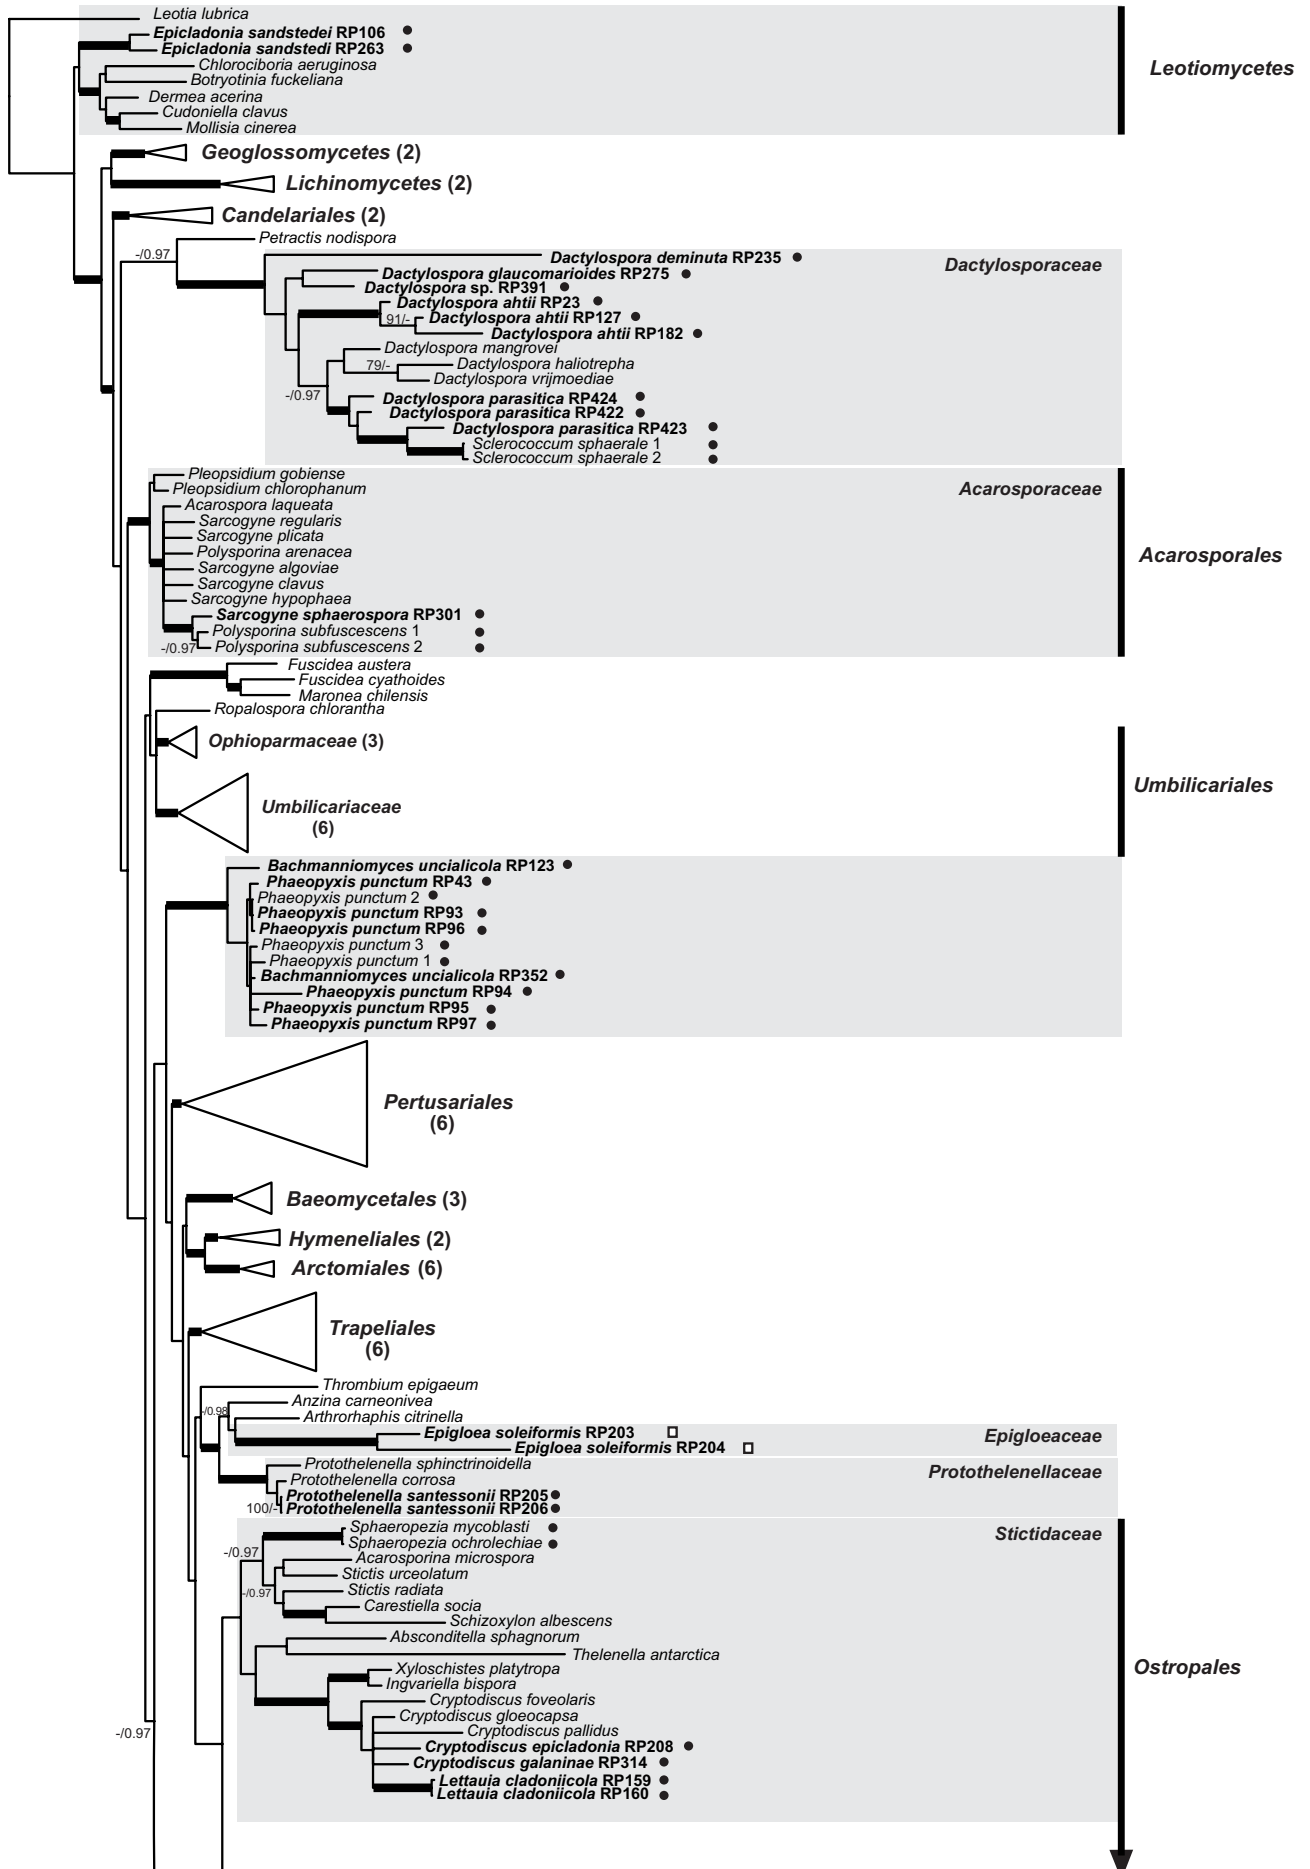 Leotia lubrica
Epicladonia sandstedei RP106
Epicladonia sandstedi RP263
Chlorociboria aeruginosa
Leotiomycetes
Botryotinia fuckeliana
Dermea acerina
Cudoniella clavus
Mollisia cinerea
Geoglossomycetes (2)
Lichinomycetes (2)
Candelariales (2)
Petractis nodispora
-/0.97
Dactylospora deminuta RP235
Dactylosporaceae
Dactylospora glaucomarioides RP275
Dactylospora sp. RP391
Dactylospora ahtii RP23
91/-
Dactylospora ahtii RP127
Dactylospora ahtii RP182
Dactylospora mangrovei
79/-
Dactylospora haliotrepha
Dactylospora vrijmoediae
-/0.97
Dactylospora parasitica RP424
Dactylospora parasitica RP422
Dactylospora parasitica RP423
Sclerococcum sphaerale 1
Sclerococcum sphaerale 2
Pleopsidium gobiense
Pleopsidium chlorophanum
Acarosporaceae
Acarospora laqueata
Sarcogyne regularis
Sarcogyne plicata
Polysporina arenacea
Acarosporales
Sarcogyne algoviae
Sarcogyne clavus
Sarcogyne hypophaea
Sarcogyne sphaerospora RP301
Polysporina subfuscescens 1
-/0.97
Polysporina subfuscescens 2
Fuscidea austera
Fuscidea cyathoides
Maronea chilensis
Ropalospora chlorantha
Ophioparmaceae (3)
Umbilicariales
Umbilicariaceae
(6)
Bachmanniomyces uncialicola RP123
Phaeopyxis punctum RP43
Phaeopyxis punctum 2
Phaeopyxis punctum RP93
Phaeopyxis punctum RP96
Phaeopyxis punctum 3
Phaeopyxis punctum 1
Bachmanniomyces uncialicola RP352
Phaeopyxis punctum RP94
Phaeopyxis punctum RP95
Phaeopyxis punctum RP97
Pertusariales
(6)
Baeomycetales (3)
Hymeneliales (2)
Arctomiales (6)
Trapeliales
(6)
Thrombium epigaeum
Anzina carneonivea
-/0.98
Arthrorhaphis citrinella
Epigloea soleiformis RP203
Epigloeaceae
Epigloea soleiformis RP204
Protothelenella sphinctrinoidella
Protothelenellaceae
Protothelenella corrosa
Protothelenella santessonii RP205
100/-
Protothelenella santessonii RP206
Sphaeropezia mycoblasti
Stictidaceae
Sphaeropezia ochrolechiae
-/0.97
Acarosporina microspora
Stictis urceolatum
-/0.97
Stictis radiata
Carestiella socia
Schizoxylon albescens
Absconditella sphagnorum
Thelenella antarctica
Ostropales
Xyloschistes platytropa
Ingvariella bispora
Cryptodiscus foveolaris
Cryptodiscus gloeocapsa
-/0.97
Cryptodiscus pallidus
Cryptodiscus epicladonia RP208
Cryptodiscus galaninae RP314
Lettauia cladoniicola RP159
Lettauia cladoniicola RP160